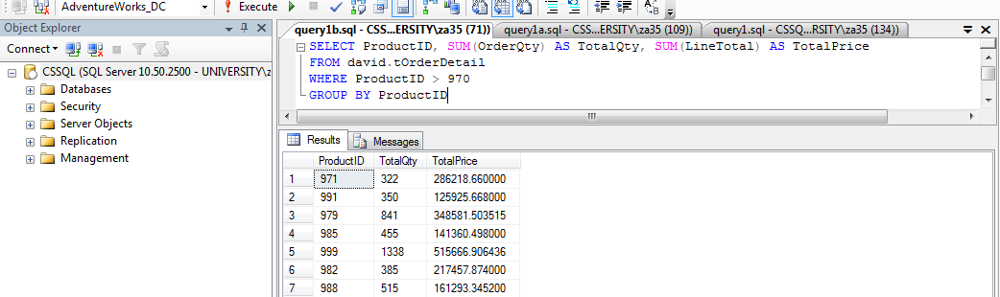 AdventureWorks_DC Execute
Object Explorer
Connect
CSSQL (SQL Server 10.50.2500 - UNIVERSITY\z
Databases
Security
Server Objects
Replication
Management
query1b.sql - CSS...ERSITY\za35 (71)) query1a.sql - CSS...ERSITY\za35 (109)) query1.sql - CSSQ...RSITY\za35 (134))
SELECT ProductID, SUM(OrderQty) AS TotalQty, SUM(LineTotal) AS TotalPrice
FROM david.tOrderDetail
WHERE ProductID > 970
GROUP BY ProductID
Results Messages
ProductID TotalQty TotalPrice
1 971 322 286218.660000
2 991 350 125925.668000
3 979 841 348581.503515
4 985 455 141360.498000
5 999 1338 515666.906436
6 982 385 217457.874000
7 988 515 161293.345200